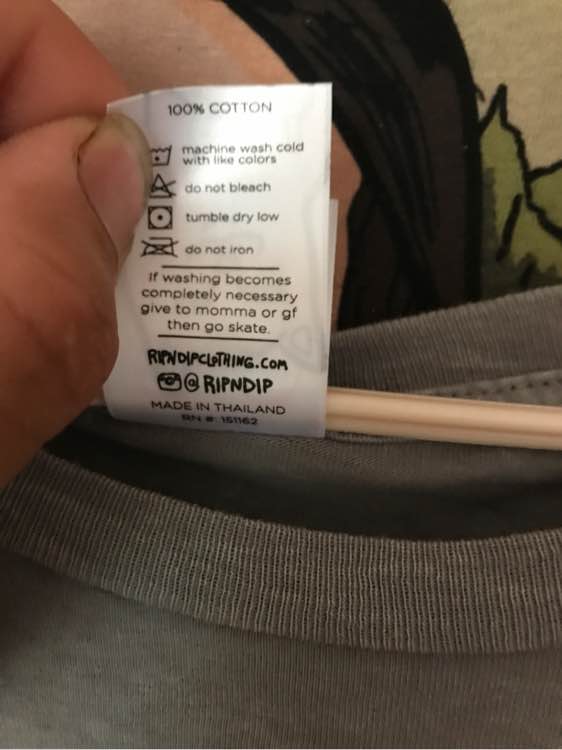 100% COTTON
machine wash cold
with like colors
do not bleach
tumble dry low
do not iron
If washing becomes
completely necessary
give to momma or gf
then go skate.
RIPNDIPCLOTHING.COM
@ RIPNDIP
MADE IN THAILAND
RN #: 151162